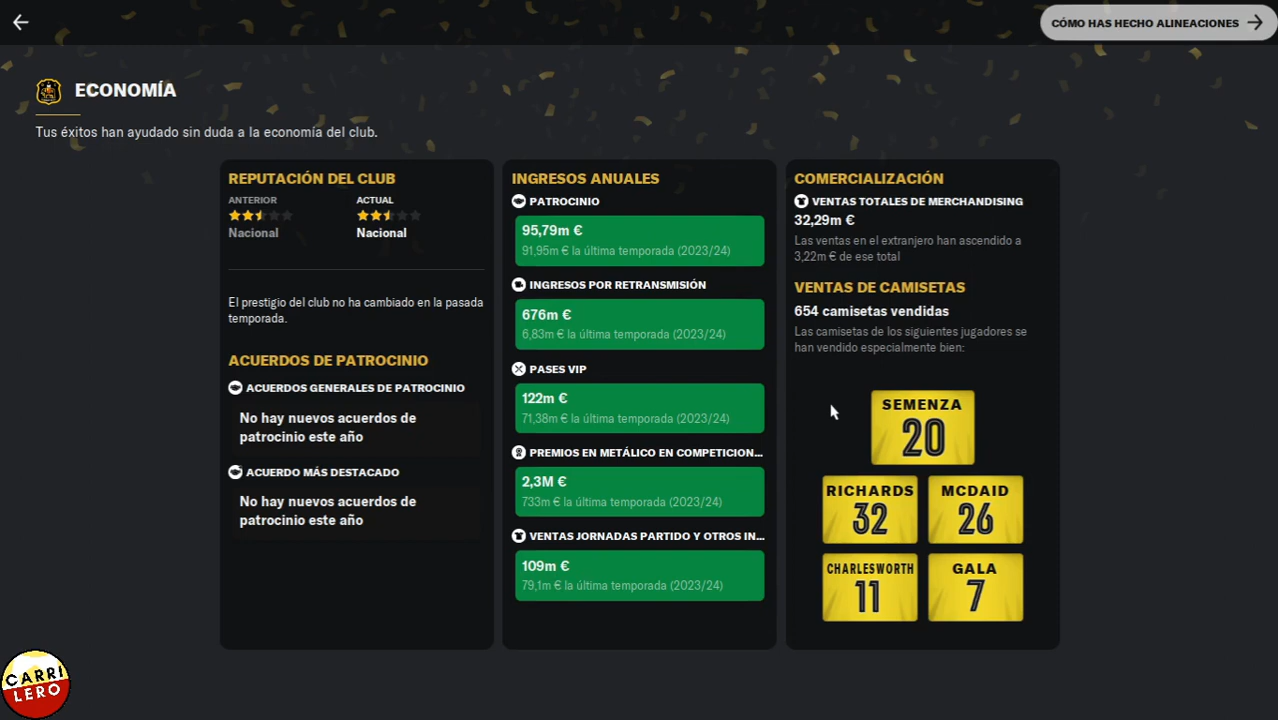 CÓMO HAS HECHO ALINEACIONES
ECONOMÍA
Tus éxitos han ayudado sin duda a la economía del club.
REPUTACIÓN DEL CLUB
ANTERIOR
ACTUAL
Nacional
Nacional
El prestigio del club no ha cambiado en la pasada
temporada.
ACUERDOS DE PATROCINIO
ACUERDOS GENERALES DE PATROCINIO
No hay nuevos acuerdos de
patrocinio este año
ACUERDO MÁS DESTACADO
No hay nuevos acuerdos de
patrocinio este año
INGRESOS ANUALES
PATROCINIO
95,79m €
91,95m € la última temporada (2023/24)
INGRESOS POR RETRANSMISIÓN
676m €
6,83m € la última temporada (2023/24)
PASES VIP
122m €
71,38m € la última temporada (2023/24)
PREMIOS EN METÁLICO EN COMPETICION...
2,3M €
733m € la última temporada (2023/24)
VENTAS JORNADAS PARTIDO Y OTROS IN...
109m €
79,1m € la última temporada (2023/24)
COMERCIALIZACIÓN
VENTAS TOTALES DE MERCHANDISING
32,29m €
Las ventas en el extranjero han ascendido a
3,22m € de ese total
VENTAS DE CAMISETAS
654 camisetas vendidas
Las camisetas de los siguientes jugadores se
han vendido especialmente bien:
SEMENZA
20
RICHARDS
32
MCDAID
26
CHARLESWORTH
11
GALA
7
CARRI
LERO